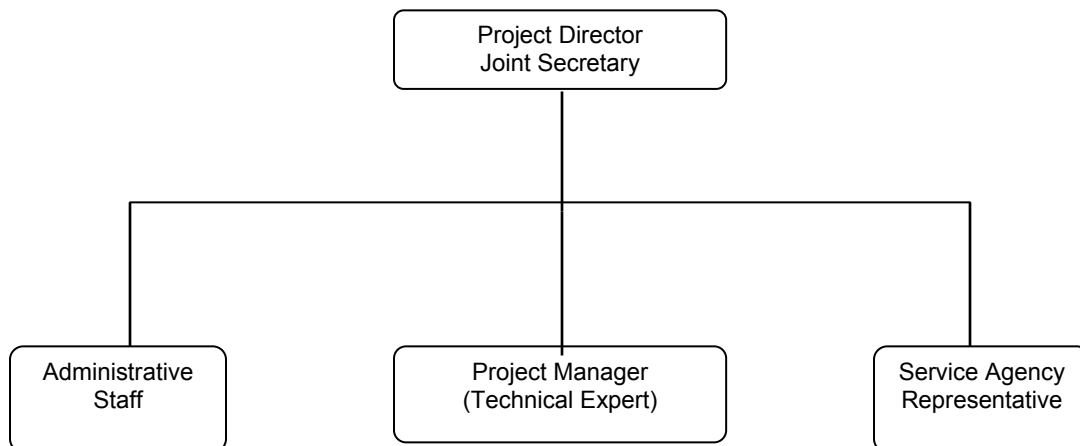 Project Director
Joint Secretary
Administrative
Staff
Project Manager
(Technical Expert)
Service Agency
Representative